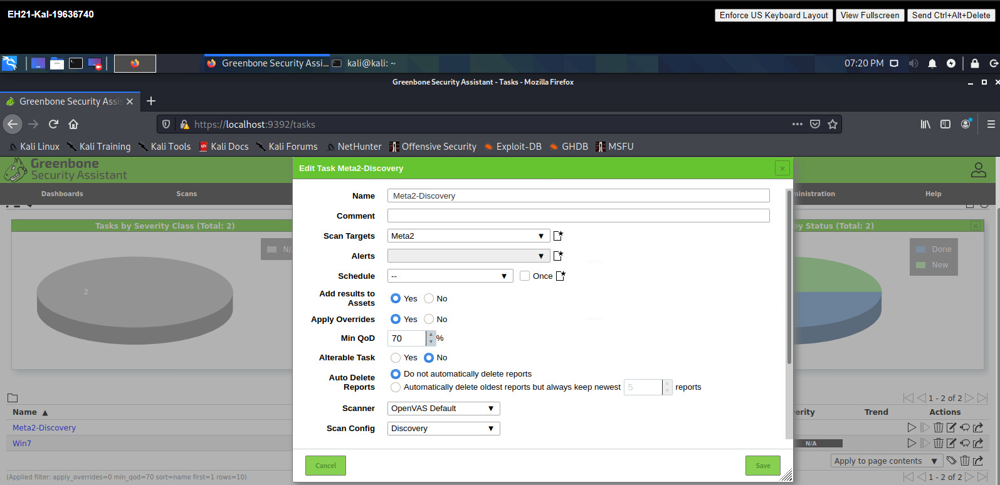 EH21-Kal-19636740
Enforce US Keyboard Layout View Fullscreen Send Ctrl+Alt+Delete
Greenbone Security Assi... kali@kali: ~ 07:20 PM
Greenbone Security Assistant - Tasks - Mozilla Firefox
Greenbone Security Assis
https://localhost:9392/tasks
Kali Linux Kali Training Kali Tools Kali Docs Kali Forums NetHunter Offensive Security Exploit-DB GHDB MSFU
Greenbone
Security Assistant
Edit Task Meta2-Discovery
Dashboards Scans ministration Help
Name Meta2-Discovery
Comment
Tasks by Severity Class (Total: 2) by Status (Total: 2)
Scan Targets Meta2
N/ Done
Alerts
New
Schedule -- Once
2
Add results to
Assets Yes No
Apply Overrides Yes No
Min QoD 70 %
Alterable Task Yes No
Auto Delete
Reports Do not automatically delete reports
Automatically delete oldest reports but always keep newest 5 reports
1 - 2 of 2
Scanner OpenVAS Default
Name erity Trend Actions
Scan Config Discovery
Meta2-Discovery
Win7 N/A
Apply to page contents
Cancel Save
(Applied filter: apply_overrides=0 min_qod=70 sort=name first=1 rows=10) 1 - 2 of 2